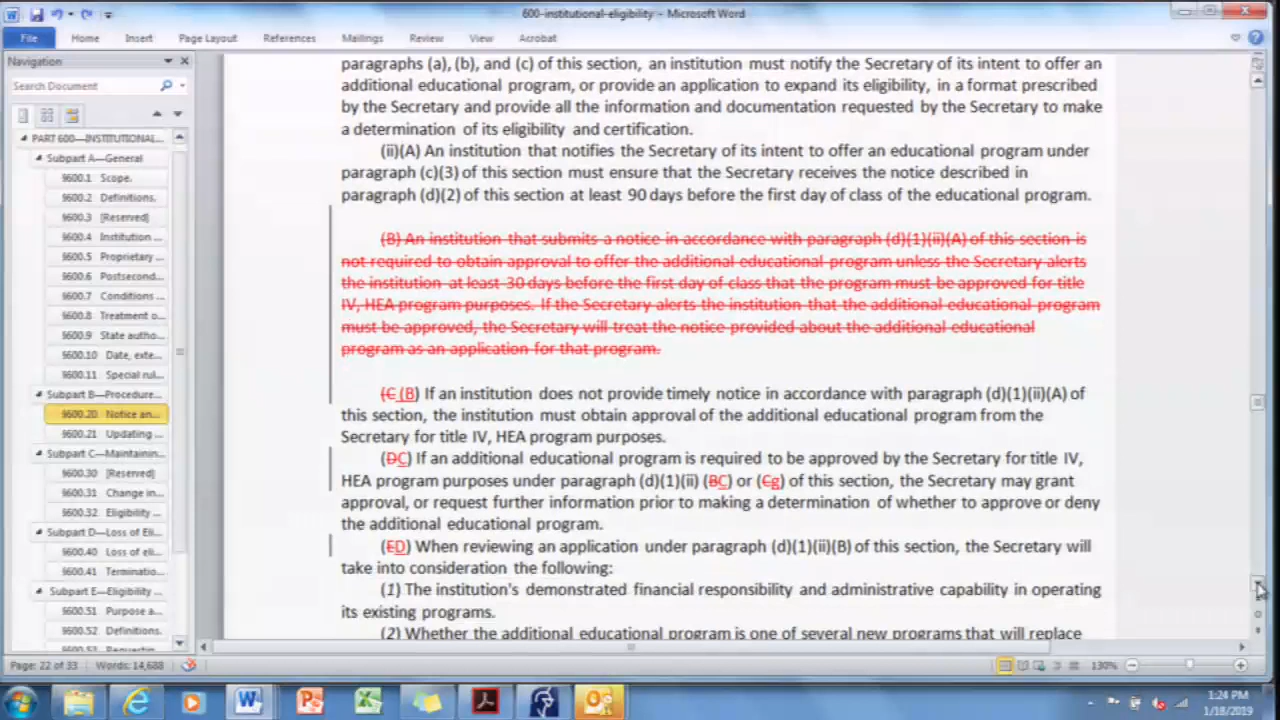 600-institutional-eligibility - Microsoft Word
File Home Insert Page Layout References Mailings Review View Acrobat
Navigation
Search Document
PART 600—INSTITUTIONAL...
Subpart A—General
§600.1 Scope.
§600.2 Definitions.
§600.3 [Reserved]
§600.4 Institution ...
§600.5 Proprietary ...
§600.6 Postsecond...
§600.7 Conditions ...
§600.8 Treatment o...
§600.9 State autho...
§600.10 Date, exte...
§600.11 Special rul...
Subpart B—Procedure...
§600.20 Notice an...
§600.21 Updating ...
Subpart C—Maintainin...
§600.30 [Reserved]
§600.31 Change in...
§600.32 Eligibility ...
Subpart D—Loss of Eli...
§600.40 Loss of eli...
§600.41 Terminatio...
Subpart E—Eligibility ...
§600.51 Purpose a...
§600.52 Definitions.
§600.53 Requestin...
paragraphs (a), (b), and (c) of this section, an institution must notify the Secretary of its intent to offer an
additional educational program, or provide an application to expand its eligibility, in a format prescribed
by the Secretary and provide all the information and documentation requested by the Secretary to make
a determination of its eligibility and certification.
(ii)(A) An institution that notifies the Secretary of its intent to offer an educational program under
paragraph (c)(3) of this section must ensure that the Secretary receives the notice described in
paragraph (d)(2) of this section at least 90 days before the first day of class of the educational program.
(B) An institution that submits a notice in accordance with paragraph (d)(1)(ii)(A) of this section is
not required to obtain approval to offer the additional educational program unless the Secretary alerts
the institution at least 30 days before the first day of class that the program must be approved for title
IV, HEA program purposes. If the Secretary alerts the institution that the additional educational program
must be approved, the Secretary will treat the notice provided about the additional educational
program as an application for that program.
(C (B) If an institution does not provide timely notice in accordance with paragraph (d)(1)(ii)(A) of
this section, the institution must obtain approval of the additional educational program from the
Secretary for title IV, HEA program purposes.
(DC) If an additional educational program is required to be approved by the Secretary for title IV,
HEA program purposes under paragraph (d)(1)(ii) (BC) or (Cg) of this section, the Secretary may grant
approval, or request further information prior to making a determination of whether to approve or deny
the additional educational program.
(ED) When reviewing an application under paragraph (d)(1)(ii)(B) of this section, the Secretary will
take into consideration the following:
(1) The institution's demonstrated financial responsibility and administrative capability in operating
its existing programs.
(2) Whether the additional educational program is one of several new programs that will replace
Page: 22 of 33 Words: 14,688 130%
1:24 PM
1/18/2019